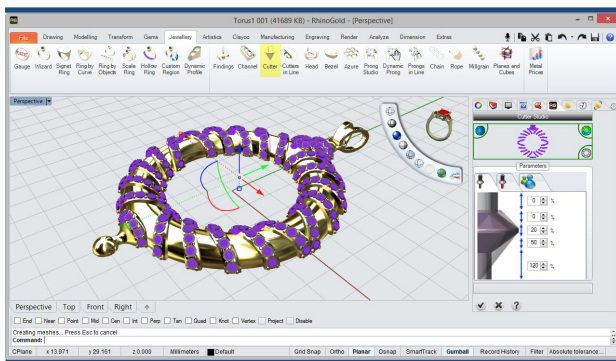 Torus1 001 (41689 KB) - RhinoGold - [Perspective]
File... Drawing Modelling Transform Gems Jewellery Artistics Clayoo Manufacturing Engraving Render Analyze Dimension Extras
Gauge Wizard Signet Ring Ring by Curve Ring by Objects Scale Ring Hollow Ring Custom Region Dynamic Profile Findings Channel Cutter Cutters in Line Head Bezel Azure Prong Studio Dynamic Prong Prongs in Line Chain Rope Millgrain Planes and Cubes Metal Prices
Perspective
Cutter Studio
Parameters
0 %
0 %
20 %
50 %
120 %
Perspective Top Front Right
End Near Point Mid Cen Int Perp Tan Quad Knot Vertex Project Disable
Creating meshes... Press Esc to cancel
Command:
CPlane x 13.971 y 29.161 z 0.000 Millimeters Default Grid Snap Ortho Planar Osnap SmartTrack Gumball Record History Filter Absolute tolerance...